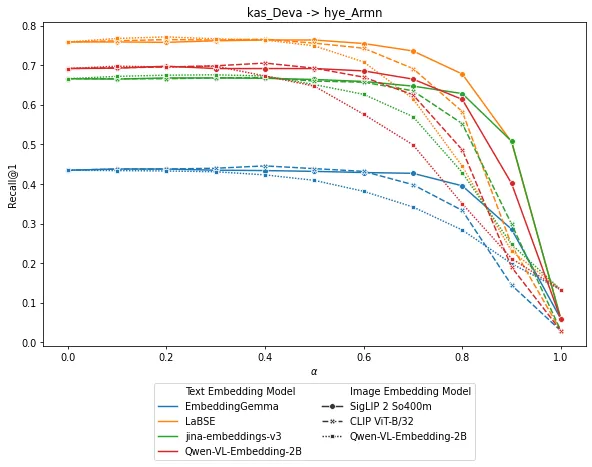 kas_Deva -> hye_Armn
Recall@1
0.8
0.7
0.6
0.5
0.4
0.3
0.2
0.1
0.0
0.0 0.2 0.4 0.6 0.8 1.0
α
Text Embedding Model
EmbeddingGemma
LaBSE
jina-embeddings-v3
Qwen-VL-Embedding-2B
Image Embedding Model
SigLIP 2 So400m
CLIP ViT-B/32
Qwen-VL-Embedding-2B